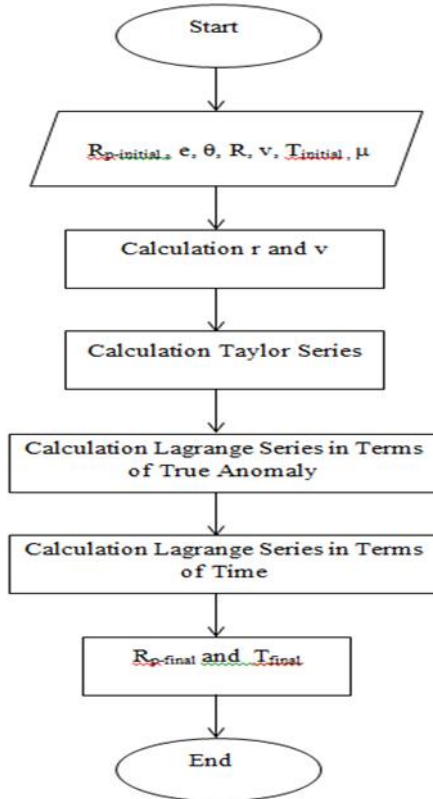 Start
Rp-initial, e, θ, R, v, Tinitial, μ
Calculation r and v
Calculation Taylor Series
Calculation Lagrange Series in Terms
of True Anomaly
Calculation Lagrange Series in Terms
of Time
Rp-final and Tfinal
End